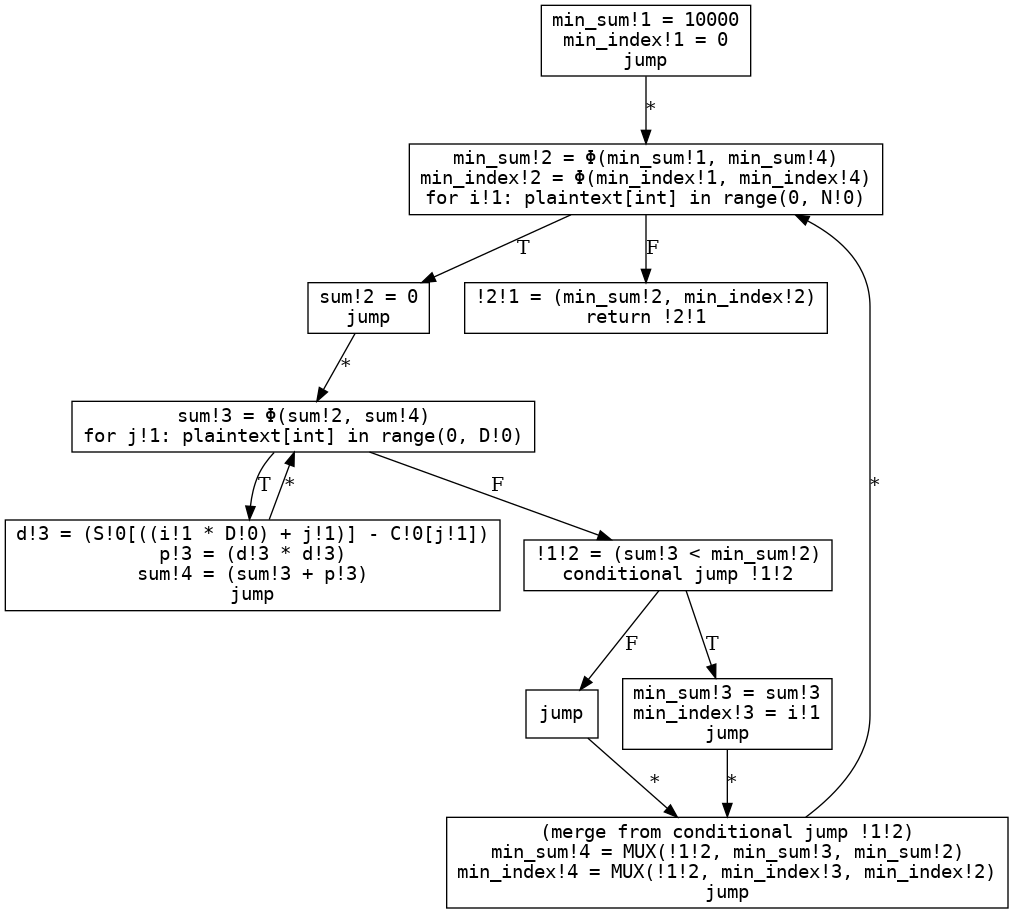 min_sum!1 = 10000
min_index!1 = 0
jump
*
min_sum!2 = Φ(min_sum!1, min_sum!4)
min_index!2 = Φ(min_index!1, min_index!4)
for i!1: plaintext[int] in range(0, N!0)
T
F
sum!2 = 0
jump
!2!1 = (min_sum!2, min_index!2)
return !2!1
*
sum!3 = Φ(sum!2, sum!4)
for j!1: plaintext[int] in range(0, D!0)
T
*
F
*
d!3 = (S!0[((i!1 * D!0) + j!1)] - C!0[j!1])
p!3 = (d!3 * d!3)
sum!4 = (sum!3 + p!3)
jump
!1!2 = (sum!3 < min_sum!2)
conditional jump !1!2
F
T
jump
min_sum!3 = sum!3
min_index!3 = i!1
jump
*
*
(merge from conditional jump !1!2)
min_sum!4 = MUX(!1!2, min_sum!3, min_sum!2)
min_index!4 = MUX(!1!2, min_index!3, min_index!2)
jump